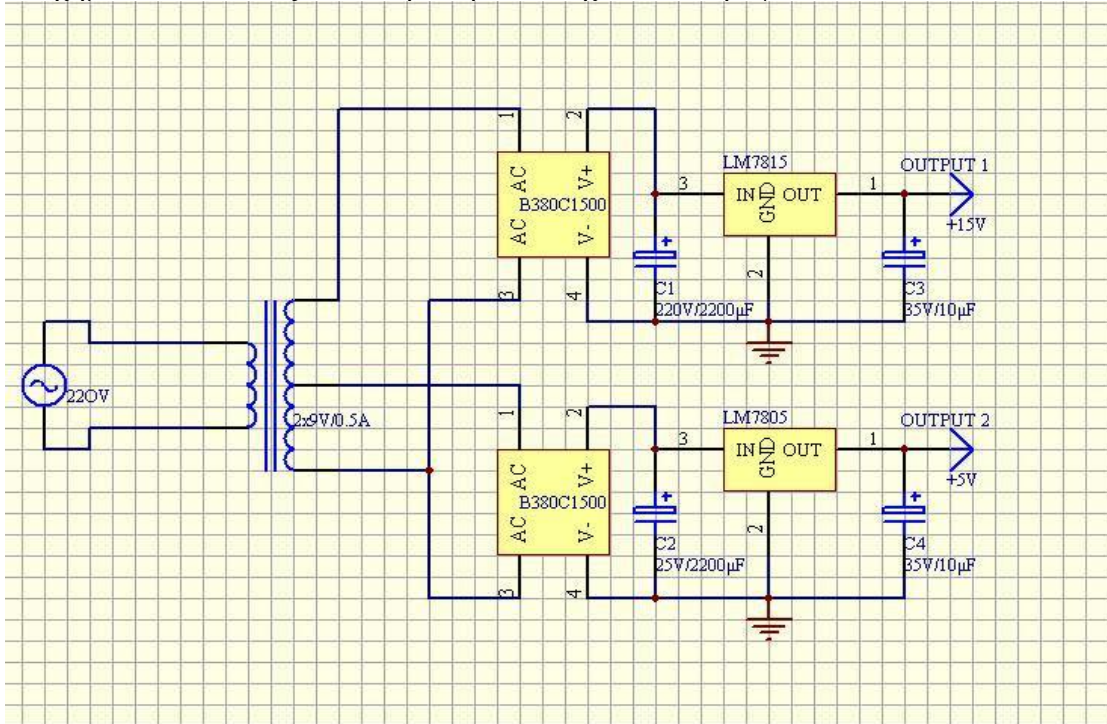 1
2
AC
V+
B380C1500
AC
V-
3
4
LM7815
3
IN
GND
OUT
1
2
OUTPUT 1
+15V
C1
220V/2200µF
C3
35V/10µF
22OV
2x9V/0.5A
1
2
AC
V+
B380C1500
AC
V-
3
4
LM7805
3
IN
GND
OUT
1
2
OUTPUT 2
+5V
C2
25V/2200µF
C4
35V/10µF